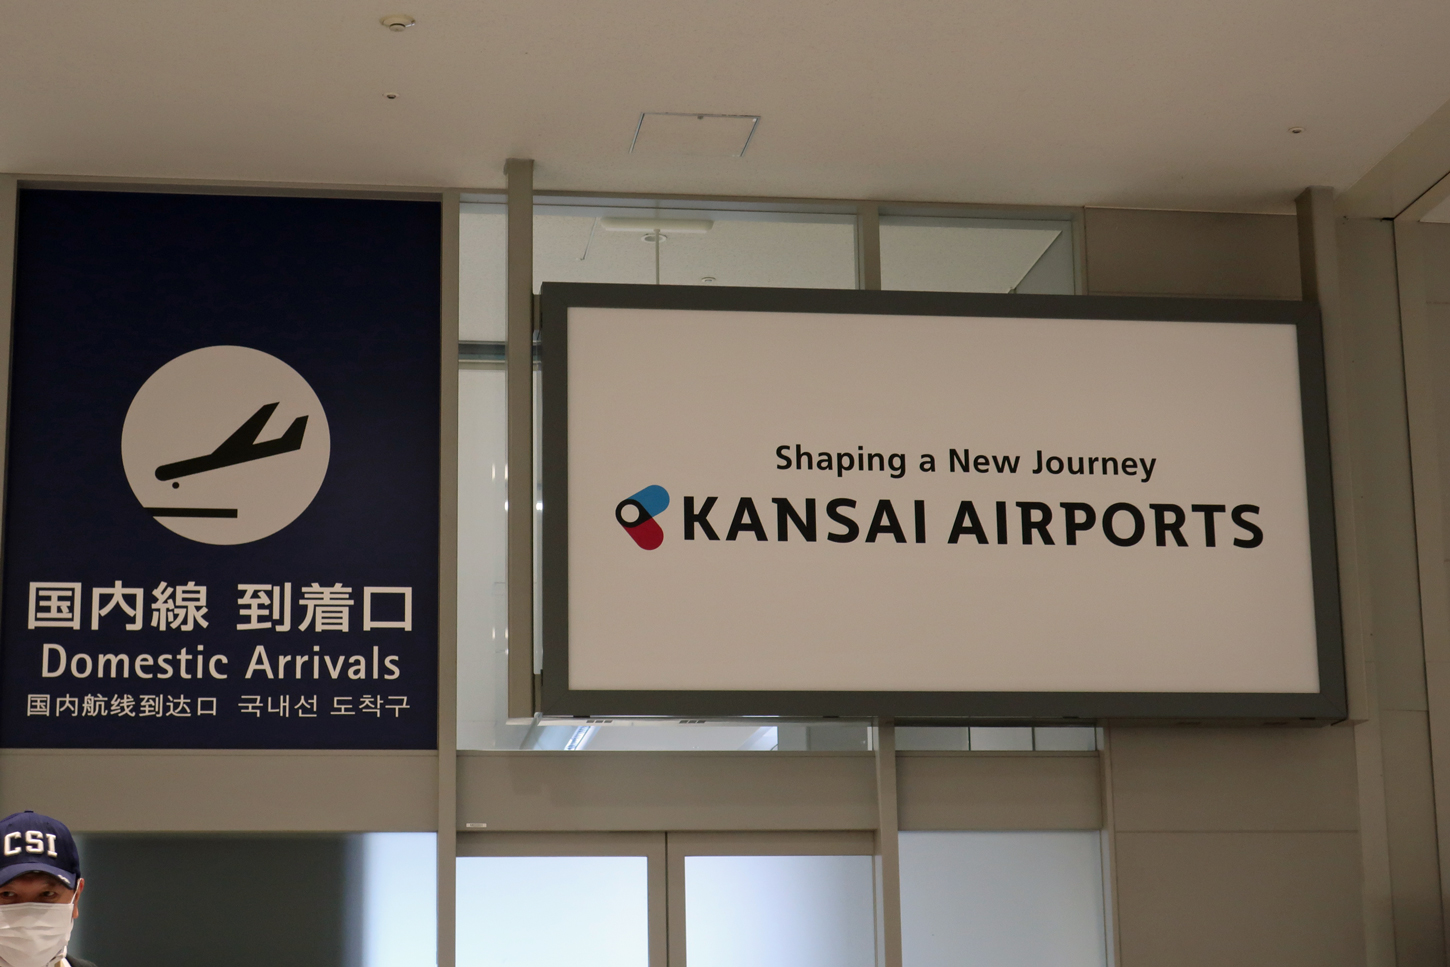 国内線 到着口
Domestic Arrivals
国内航线到达口 국내선 도착구
Shaping a New Journey
KANSAI AIRPORTS
CSI